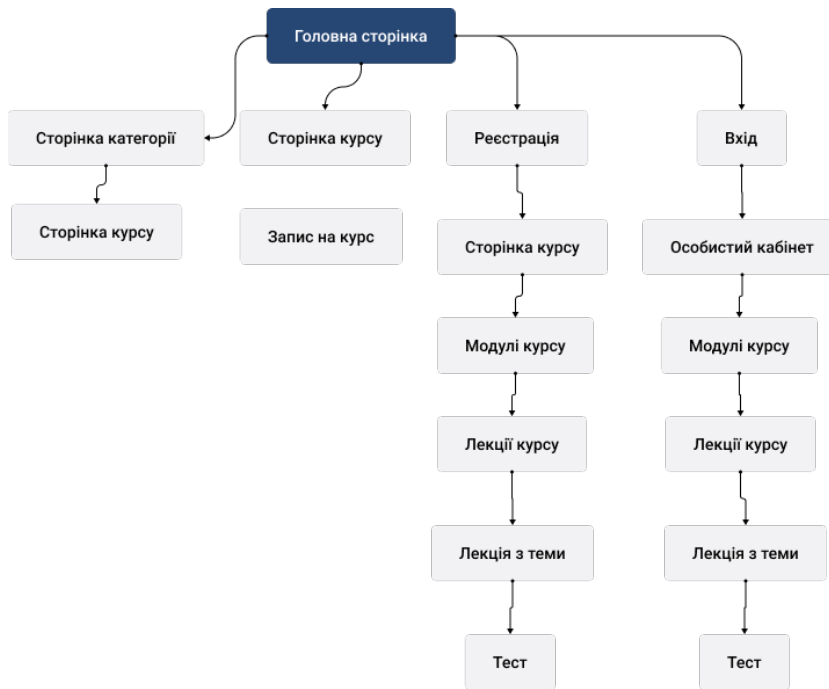 Головна сторінка
Сторінка категорії
Сторінка курсу
Реєстрація
Вхід
Сторінка курсу
Запис на курс
Сторінка курсу
Особистий кабінет
Модулі курсу
Модулі курсу
Лекції курсу
Лекції курсу
Лекція з теми
Лекція з теми
Тест
Тест